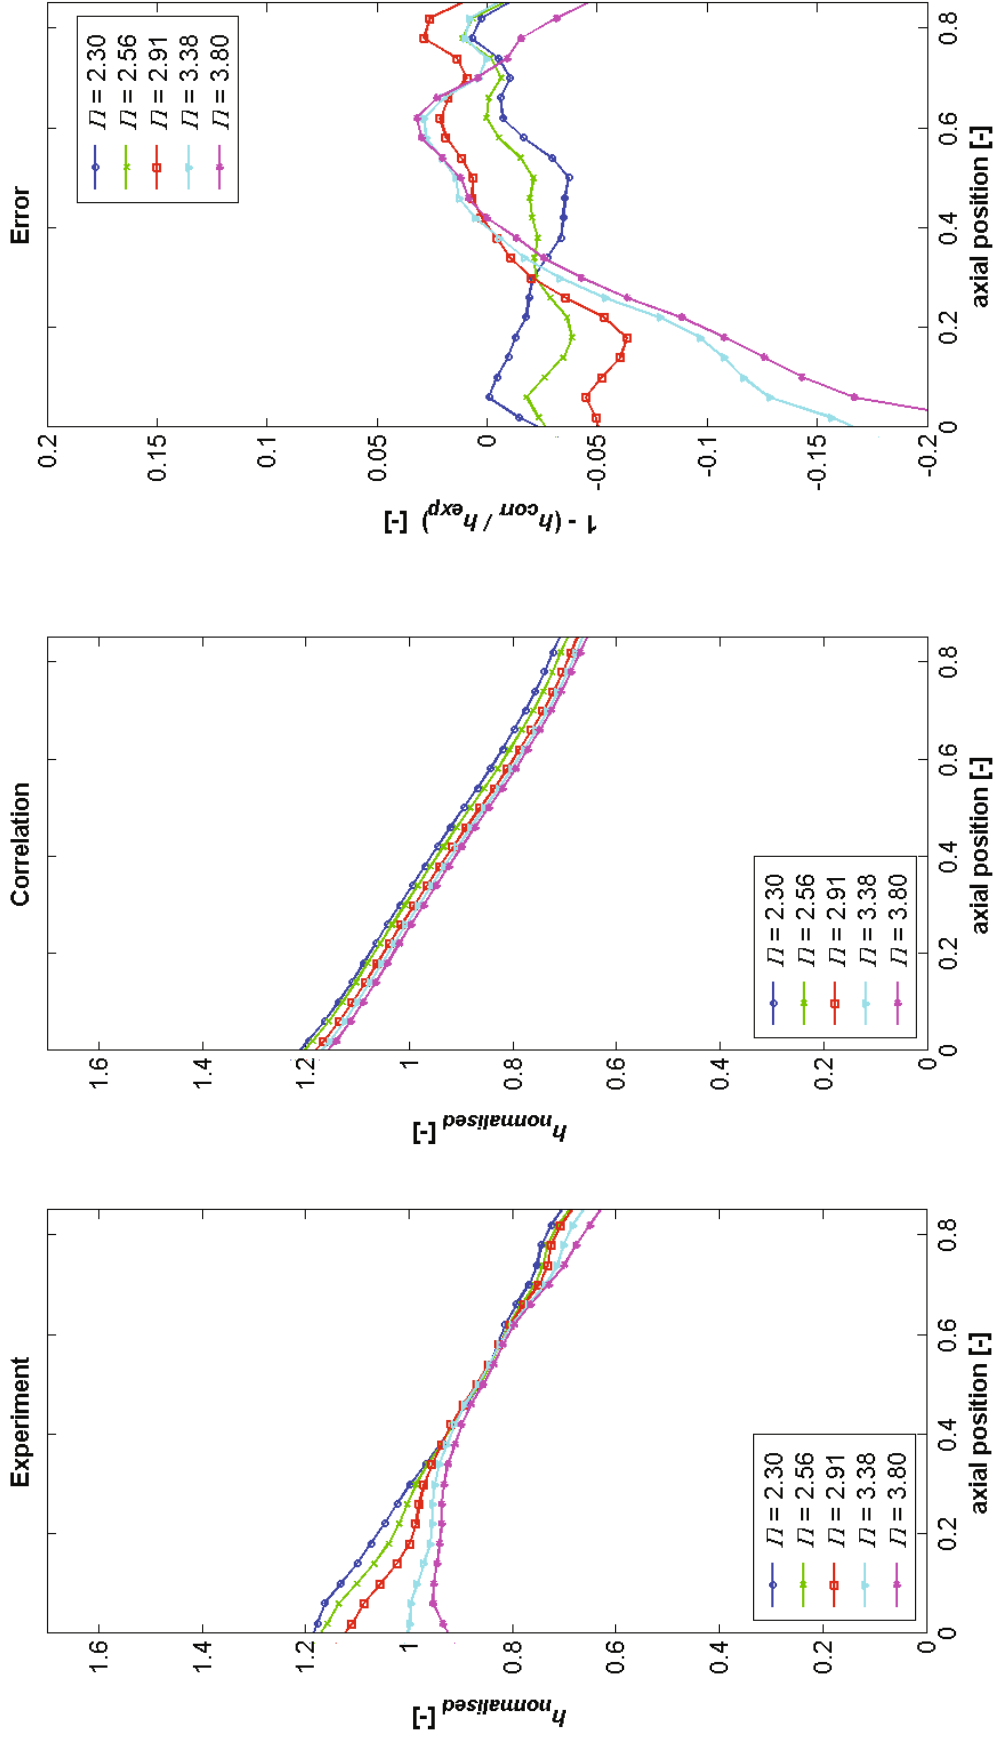 Experiment
h normalised [-]
1.6
1.4
1.2
1
0.8
0.6
0.4
0.2
0
0
0.2
0.4
0.6
0.8
axial position [-]
Π = 2.30
Π = 2.56
Π = 2.91
Π = 3.38
Π = 3.80
Correlation
h normalised [-]
1.6
1.4
1.2
1
0.8
0.6
0.4
0.2
0
0
0.2
0.4
0.6
0.8
axial position [-]
Π = 2.30
Π = 2.56
Π = 2.91
Π = 3.38
Π = 3.80
Error
1 - (h corr / h exp) [-]
0.2
0.15
0.1
0.05
0
-0.05
-0.1
-0.15
-0.2
0
0.2
0.4
0.6
0.8
axial position [-]
Π = 2.30
Π = 2.56
Π = 2.91
Π = 3.38
Π = 3.80